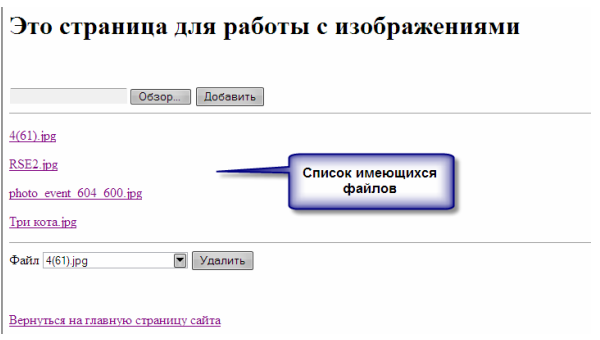 Это страница для работы с изображениями
Обзор... Добавить
4(61).jpg
RSE2.jpg
photo_event_604_600.jpg
Три кота.jpg
Список имеющихся
файлов
Файл 4(61).jpg Удалить
Вернуться на главную страницу сайта